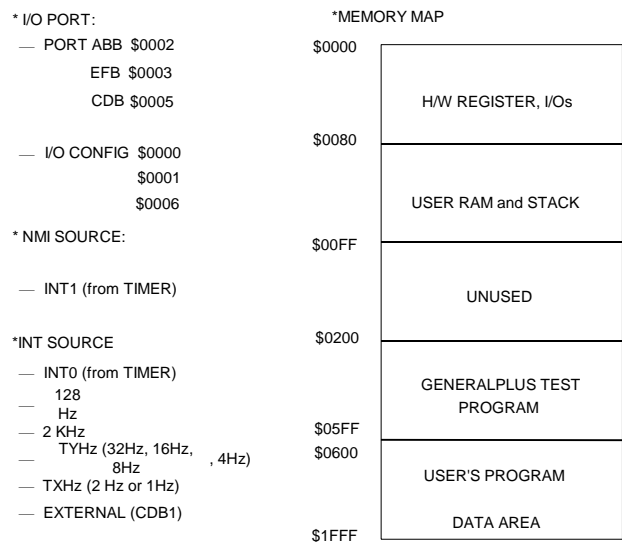 * I/O PORT:
— PORT ABB $0002
EFB $0003
CDB $0005
— I/O CONFIG $0000
$0001
$0006
* NMI SOURCE:
— INT1 (from TIMER)
*INT SOURCE
— INT0 (from TIMER)
— 128
Hz
— 2 KHz
— TYHz (32Hz, 16Hz,
8Hz , 4Hz)
— TXHz (2 Hz or 1Hz)
— EXTERNAL (CDB1)
*MEMORY MAP
$0000
H/W REGISTER, I/Os
$0080
USER RAM and STACK
$00FF
UNUSED
$0200
GENERALPLUS TEST
PROGRAM
$05FF
$0600
USER'S PROGRAM
DATA AREA
$1FFF